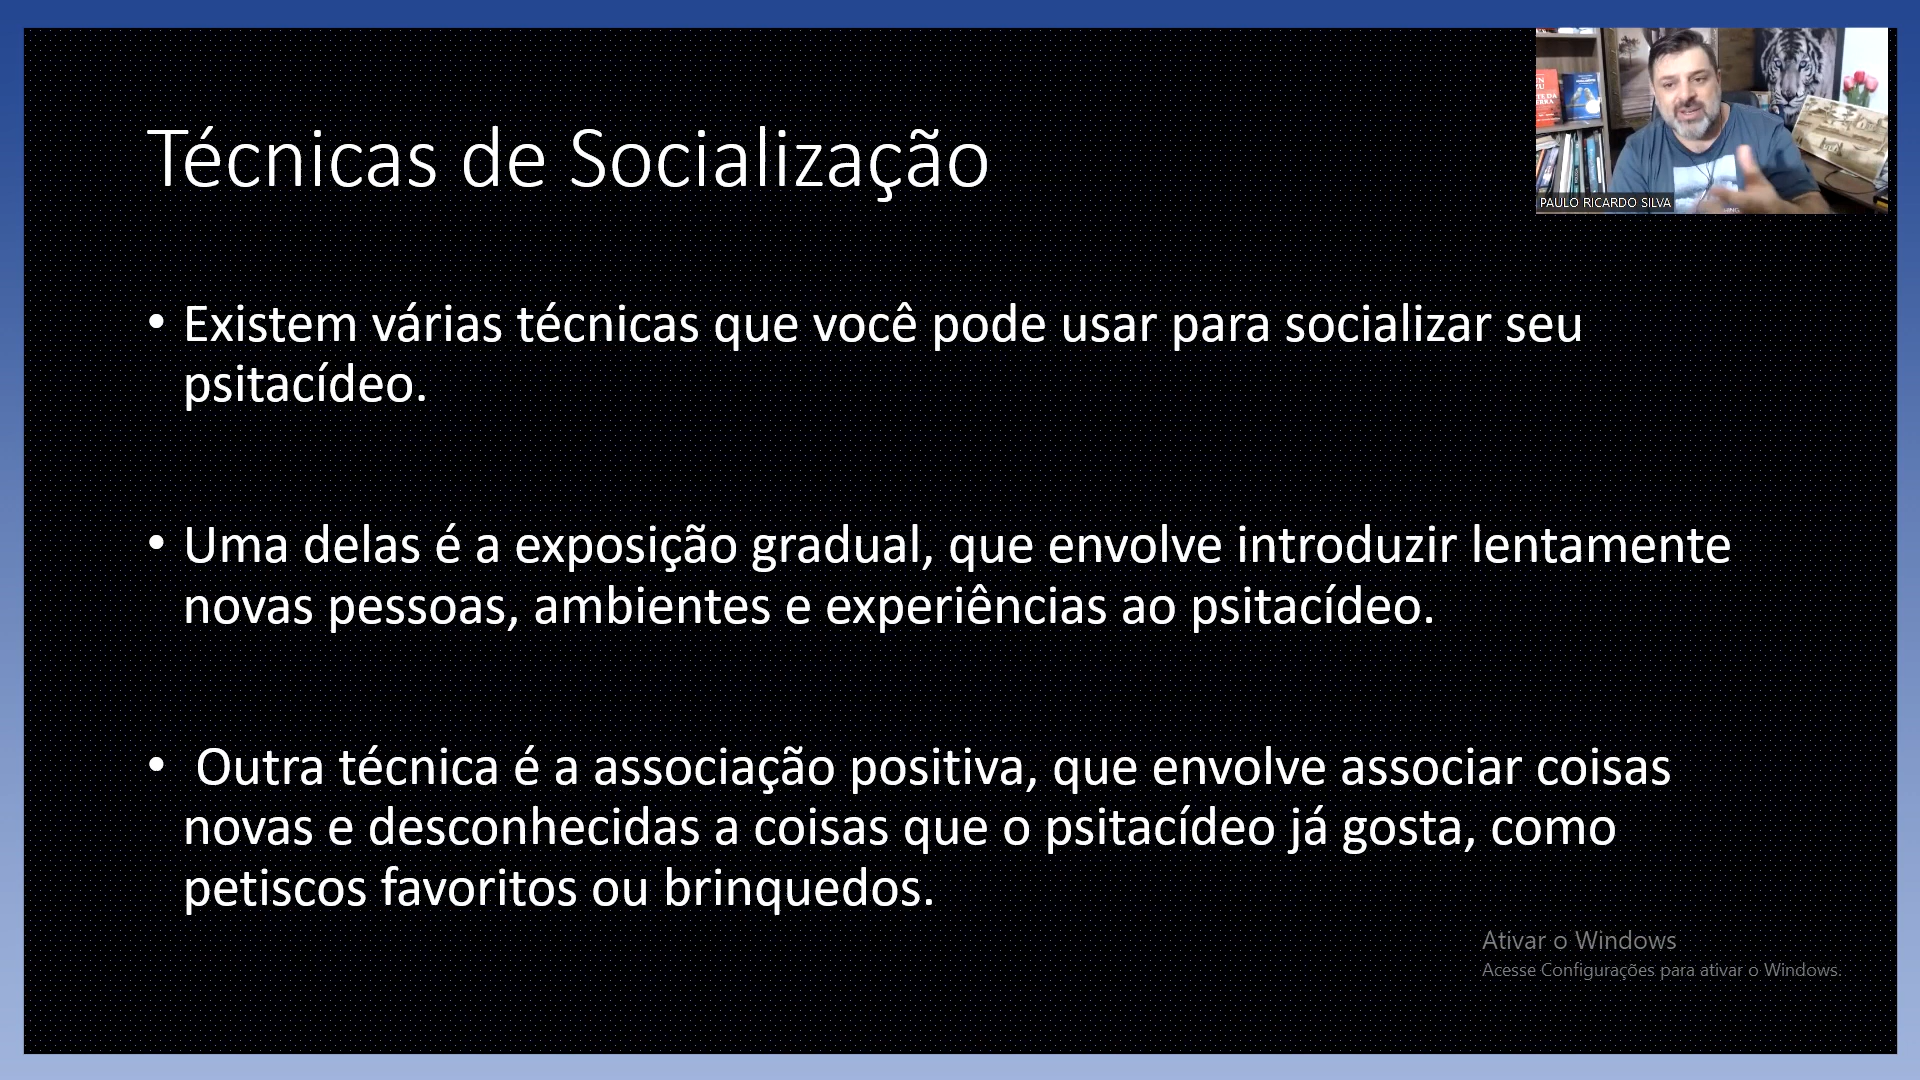 Técnicas de Socialização
PAULO RICARDO SILVA
• Existem várias técnicas que você pode usar para socializar seu
psitacídeo.
• Uma delas é a exposição gradual, que envolve introduzir lentamente
novas pessoas, ambientes e experiências ao psitacídeo.
• Outra técnica é a associação positiva, que envolve associar coisas
novas e desconhecidas a coisas que o psitacídeo já gosta, como
petiscos favoritos ou brinquedos.
Ativar o Windows
Acesse Configurações para ativar o Windows.